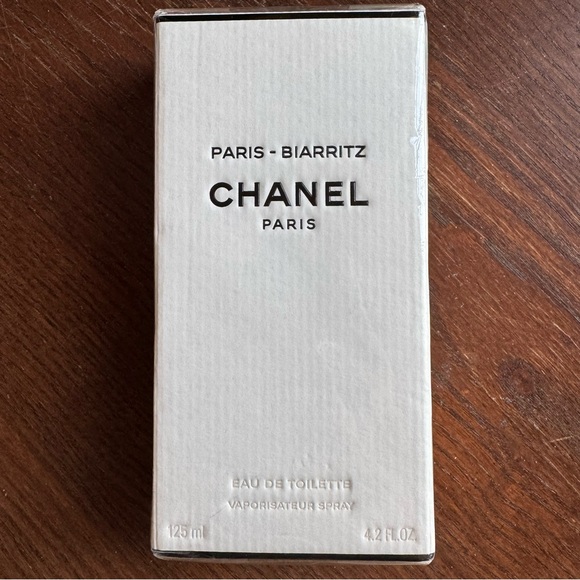 PARIS - BIARRITZ
CHANEL
PARIS
EAU DE TOILETTE
VAPORISATEUR SPRAY
125 ml 4.2 FL.OZ.